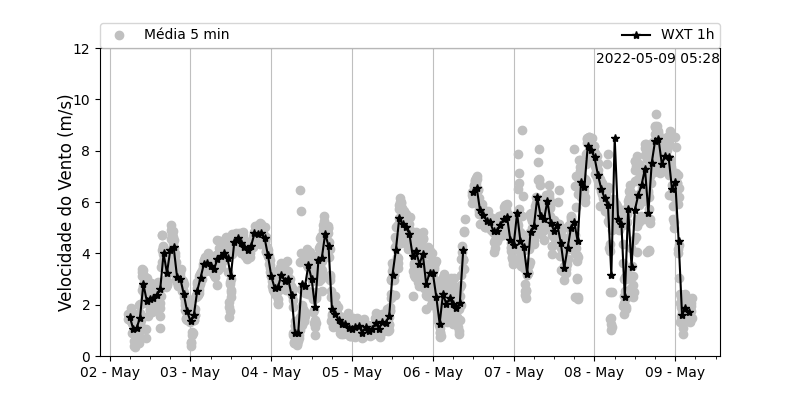 Média 5 min
WXT 1h
2022-05-09 05:28
Velocidade do Vento (m/s)
12
10
8
6
4
2
0
02 - May
03 - May
04 - May
05 - May
06 - May
07 - May
08 - May
09 - May